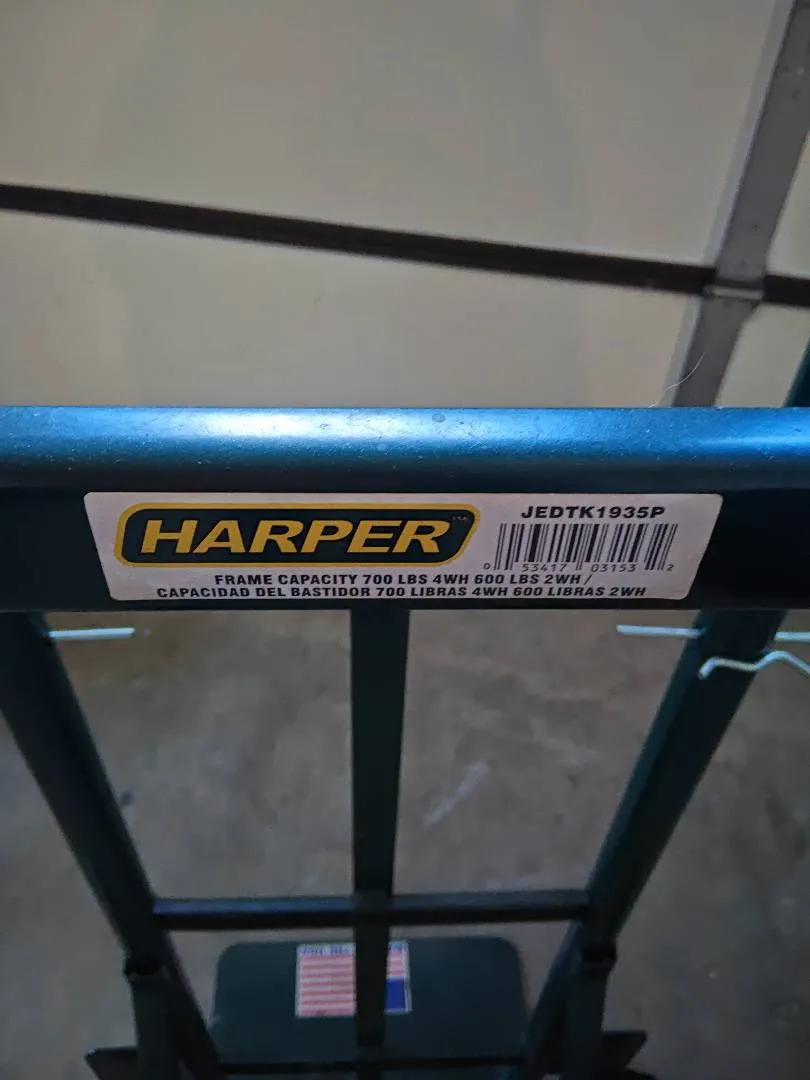 HARPER™
JEDTK1935P
0 53417 03153 2
FRAME CAPACITY 700 LBS 4WH 600 LBS 2WH /
CAPACIDAD DEL BASTIDOR 700 LIBRAS 4WH 600 LIBRAS 2WH